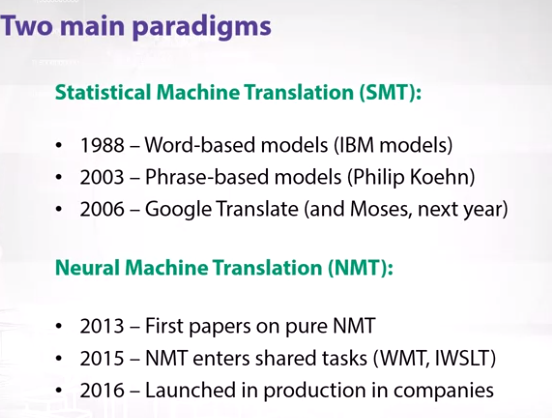 Two main paradigms
Statistical Machine Translation (SMT):
• 1988 – Word-based models (IBM models)
• 2003 – Phrase-based models (Philip Koehn)
• 2006 – Google Translate (and Moses, next year)
Neural Machine Translation (NMT):
• 2013 – First papers on pure NMT
• 2015 – NMT enters shared tasks (WMT, IWSLT)
• 2016 – Launched in production in companies